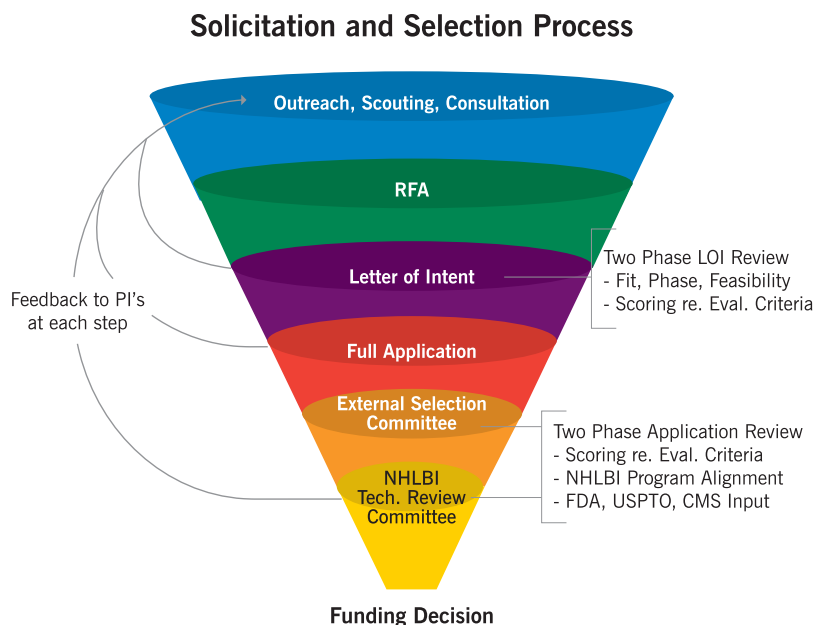 Solicitation and Selection Process
Outreach, Scouting, Consultation
RFA
Letter of Intent
Two Phase LOI Review
- Fit, Phase, Feasibility
- Scoring re. Eval. Criteria
Feedback to PI’s
at each step
Full Application
External Selection
Committee
Two Phase Application Review
- Scoring re. Eval. Criteria
- NHLBI Program Alignment
- FDA, USPTO, CMS Input
NHLBI
Tech. Review
Committee
Funding Decision